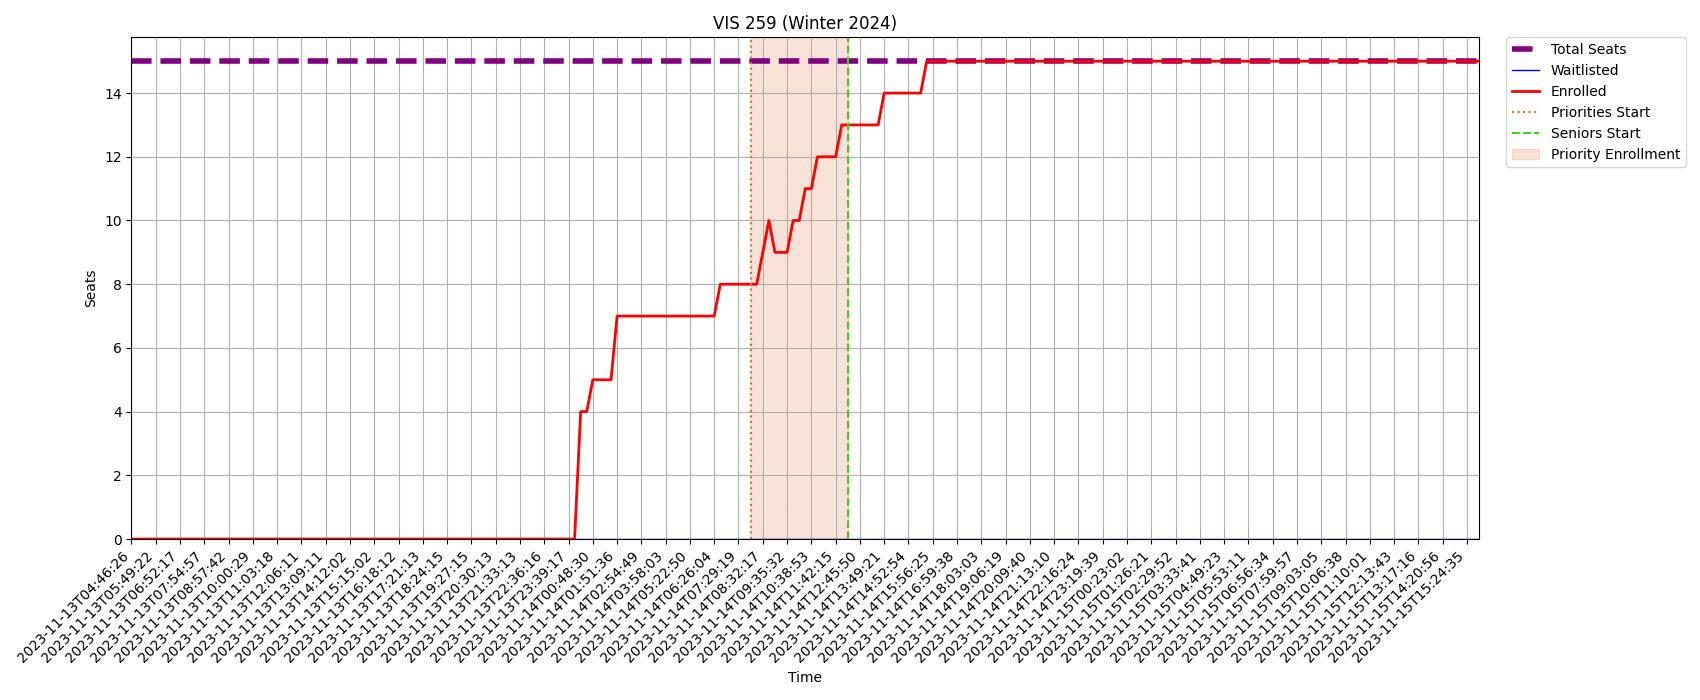 VIS 259 (Winter 2024)
Total Seats
Waitlisted
Enrolled
Priorities Start
Seniors Start
Priority Enrollment
Seats
14
12
10
8
6
4
2
0
2023-11-13T04:46:26
2023-11-13T05:49:22
2023-11-13T06:52:17
2023-11-13T07:54:57
2023-11-13T08:57:42
2023-11-13T10:00:29
2023-11-13T11:03:18
2023-11-13T12:06:11
2023-11-13T13:09:11
2023-11-13T14:12:02
2023-11-13T15:15:02
2023-11-13T16:18:12
2023-11-13T17:21:13
2023-11-13T18:24:15
2023-11-13T19:27:15
2023-11-13T20:30:13
2023-11-13T21:33:13
2023-11-13T22:36:16
2023-11-13T23:39:17
2023-11-14T00:48:30
2023-11-14T01:51:36
2023-11-14T02:54:49
2023-11-14T03:58:03
2023-11-14T05:22:50
2023-11-14T06:26:04
2023-11-14T07:29:19
2023-11-14T08:32:17
2023-11-14T09:35:32
2023-11-14T10:38:53
2023-11-14T11:42:15
2023-11-14T12:45:50
2023-11-14T13:49:21
2023-11-14T14:52:54
2023-11-14T15:56:25
2023-11-14T16:59:38
2023-11-14T18:03:03
2023-11-14T19:06:19
2023-11-14T20:09:40
2023-11-14T21:13:10
2023-11-14T22:16:24
2023-11-14T23:19:39
2023-11-15T00:23:02
2023-11-15T01:26:21
2023-11-15T02:29:52
2023-11-15T03:33:41
2023-11-15T04:49:23
2023-11-15T05:53:11
2023-11-15T06:56:34
2023-11-15T07:59:57
2023-11-15T09:03:05
2023-11-15T10:06:38
2023-11-15T11:10:01
2023-11-15T12:13:43
2023-11-15T13:17:16
2023-11-15T14:20:56
2023-11-15T15:24:35
Time